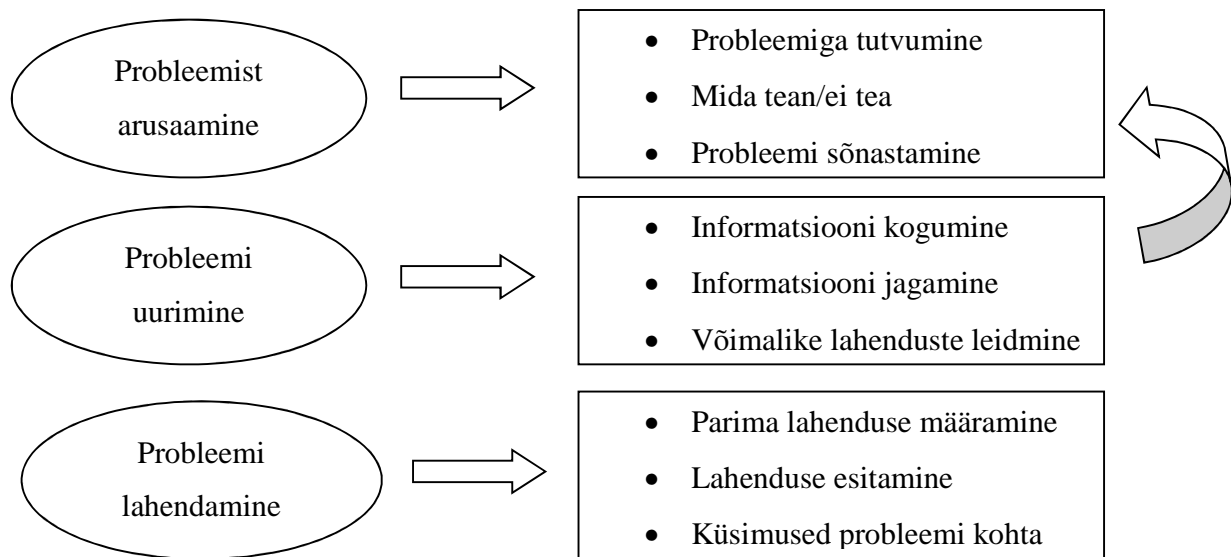 Probleemist
arusaamine
• Probleemiga tutvumine
• Mida tean/ei tea
• Probleemi sõnastamine
Probleemi
uurimine
• Informatsiooni kogumine
• Informatsiooni jagamine
• Võimalike lahenduste leidmine
Probleemi
lahendamine
• Parima lahenduse määramine
• Lahenduse esitamine
• Küsimused probleemi kohta